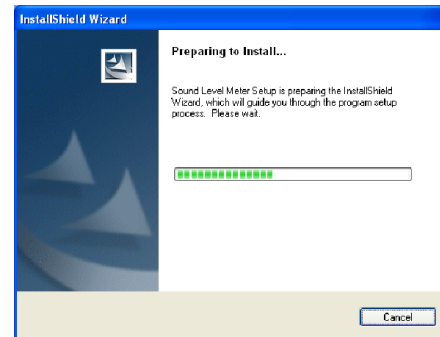 InstallShield Wizard
Preparing to Install...
Sound Level Meter Setup is preparing the InstallShield
Wizard, which will guide you through the program setup
process. Please wait.
Cancel